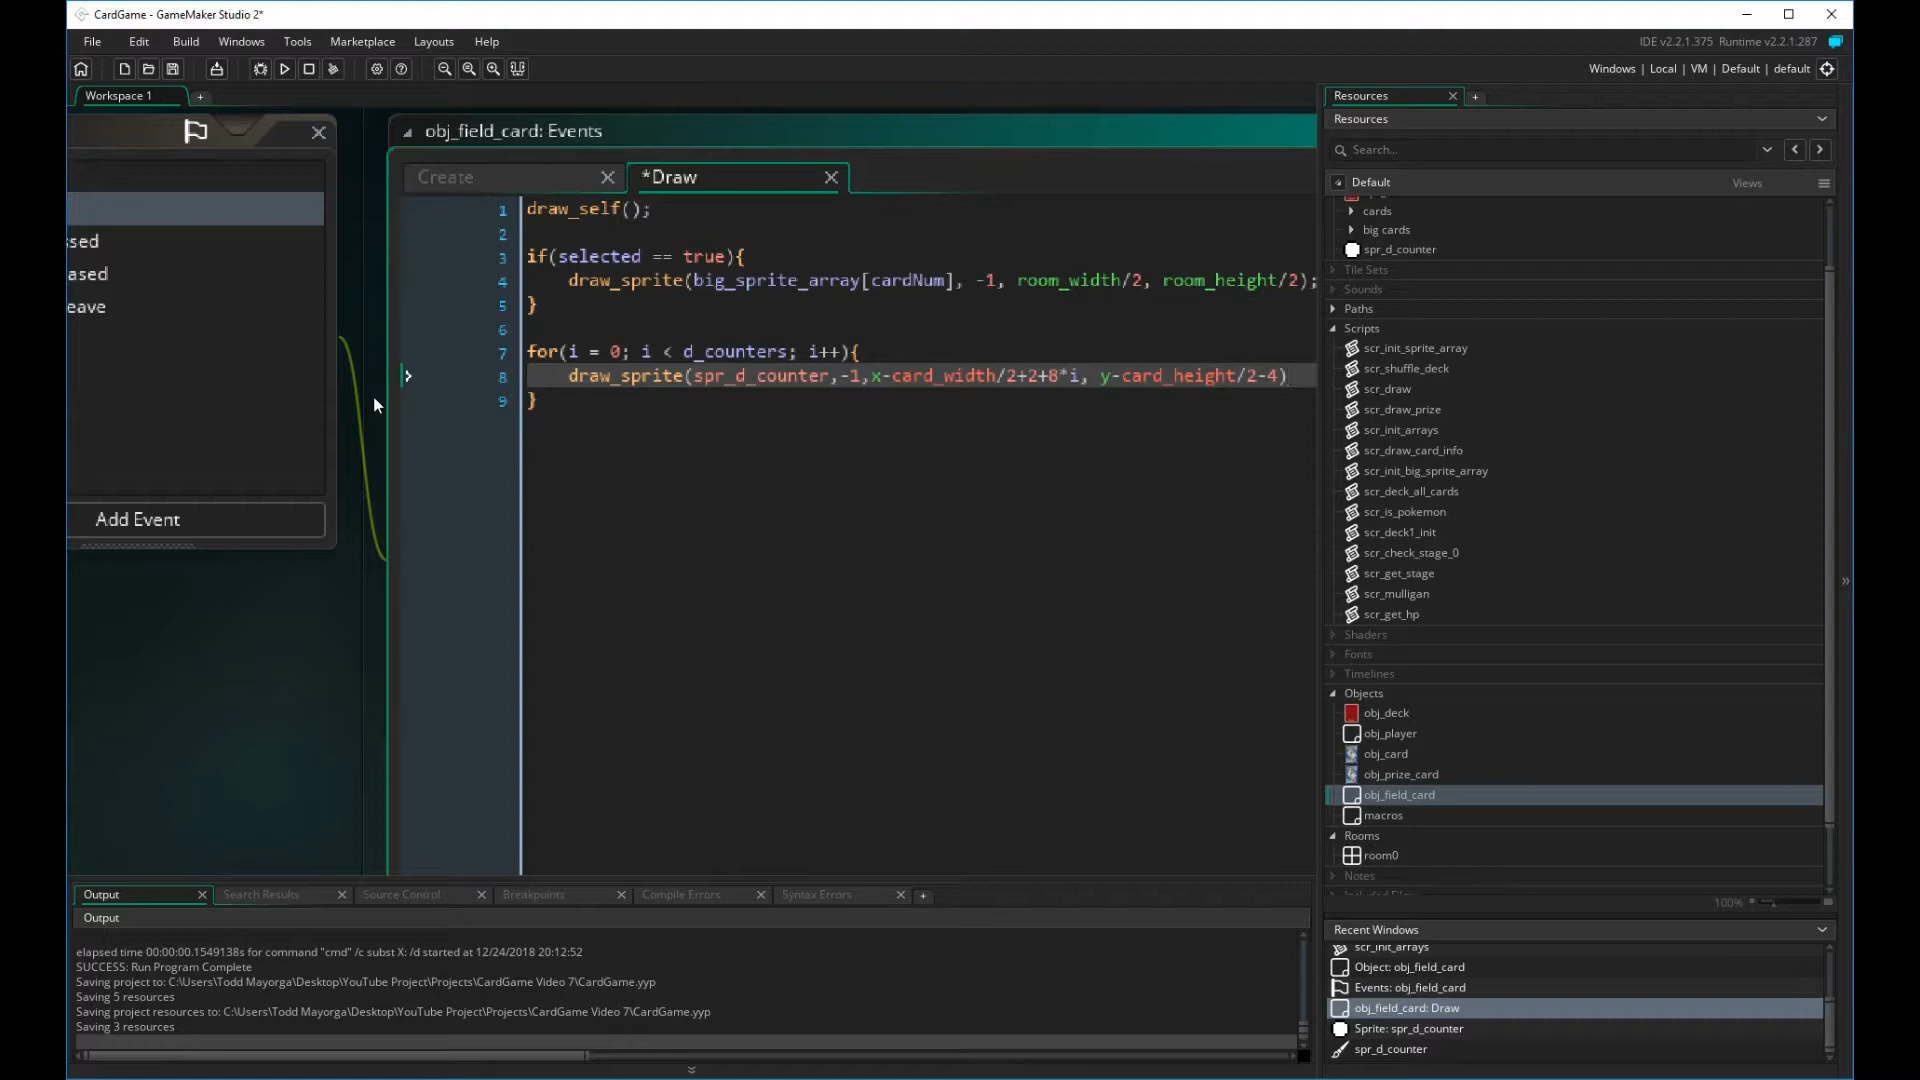 CardGame - GameMaker Studio 2*
File Edit Build Windows Tools Marketplace Layouts Help
IDE v2.2.1.375 Runtime v2.2.1.287
Windows | Local | VM | Default | default
Workspace 1
ssed
ased
eave
Add Event
obj_field_card: Events
Create
*Draw
1 draw_self();
2
3 if(selected == true){
4 draw_sprite(big_sprite_array[cardNum], -1, room_width/2, room_height/2);
5 }
6
7 for(i = 0; i < d_counters; i++){
8 draw_sprite(spr_d_counter,-1,x-card_width/2+2+8*i, y-card_height/2-4)
9 }
Resources
Resources
Search...
Default
Views
cards
big cards
spr_d_counter
Tile Sets
Sounds
Paths
Scripts
scr_init_sprite_array
scr_shuffle_deck
scr_draw
scr_draw_prize
scr_init_arrays
scr_draw_card_info
scr_init_big_sprite_array
scr_deck_all_cards
scr_is_pokemon
scr_deck1_init
scr_check_stage_0
scr_get_stage
scr_mulligan
scr_get_hp
Shaders
Fonts
Timelines
Objects
obj_deck
obj_player
obj_card
obj_prize_card
obj_field_card
macros
Rooms
room0
Notes
100%
Recent Windows
scr_init_arrays
Object: obj_field_card
Events: obj_field_card
obj_field_card: Draw
Sprite: spr_d_counter
spr_d_counter
Output Search Results Source Control Breakpoints Compile Errors Syntax Errors
Output
elapsed time 00:00:00.1549138s for command "cmd" /c subst X: /d started at 12/24/2018 20:12:52
SUCCESS: Run Program Complete
Saving project to: C:\Users\Todd Mayorga\Desktop\YouTube Project\Projects\CardGame Video 7\CardGame.yyp
Saving 5 resources
Saving project resources to: C:\Users\Todd Mayorga\Desktop\YouTube Project\Projects\CardGame Video 7\CardGame.yyp
Saving 3 resources